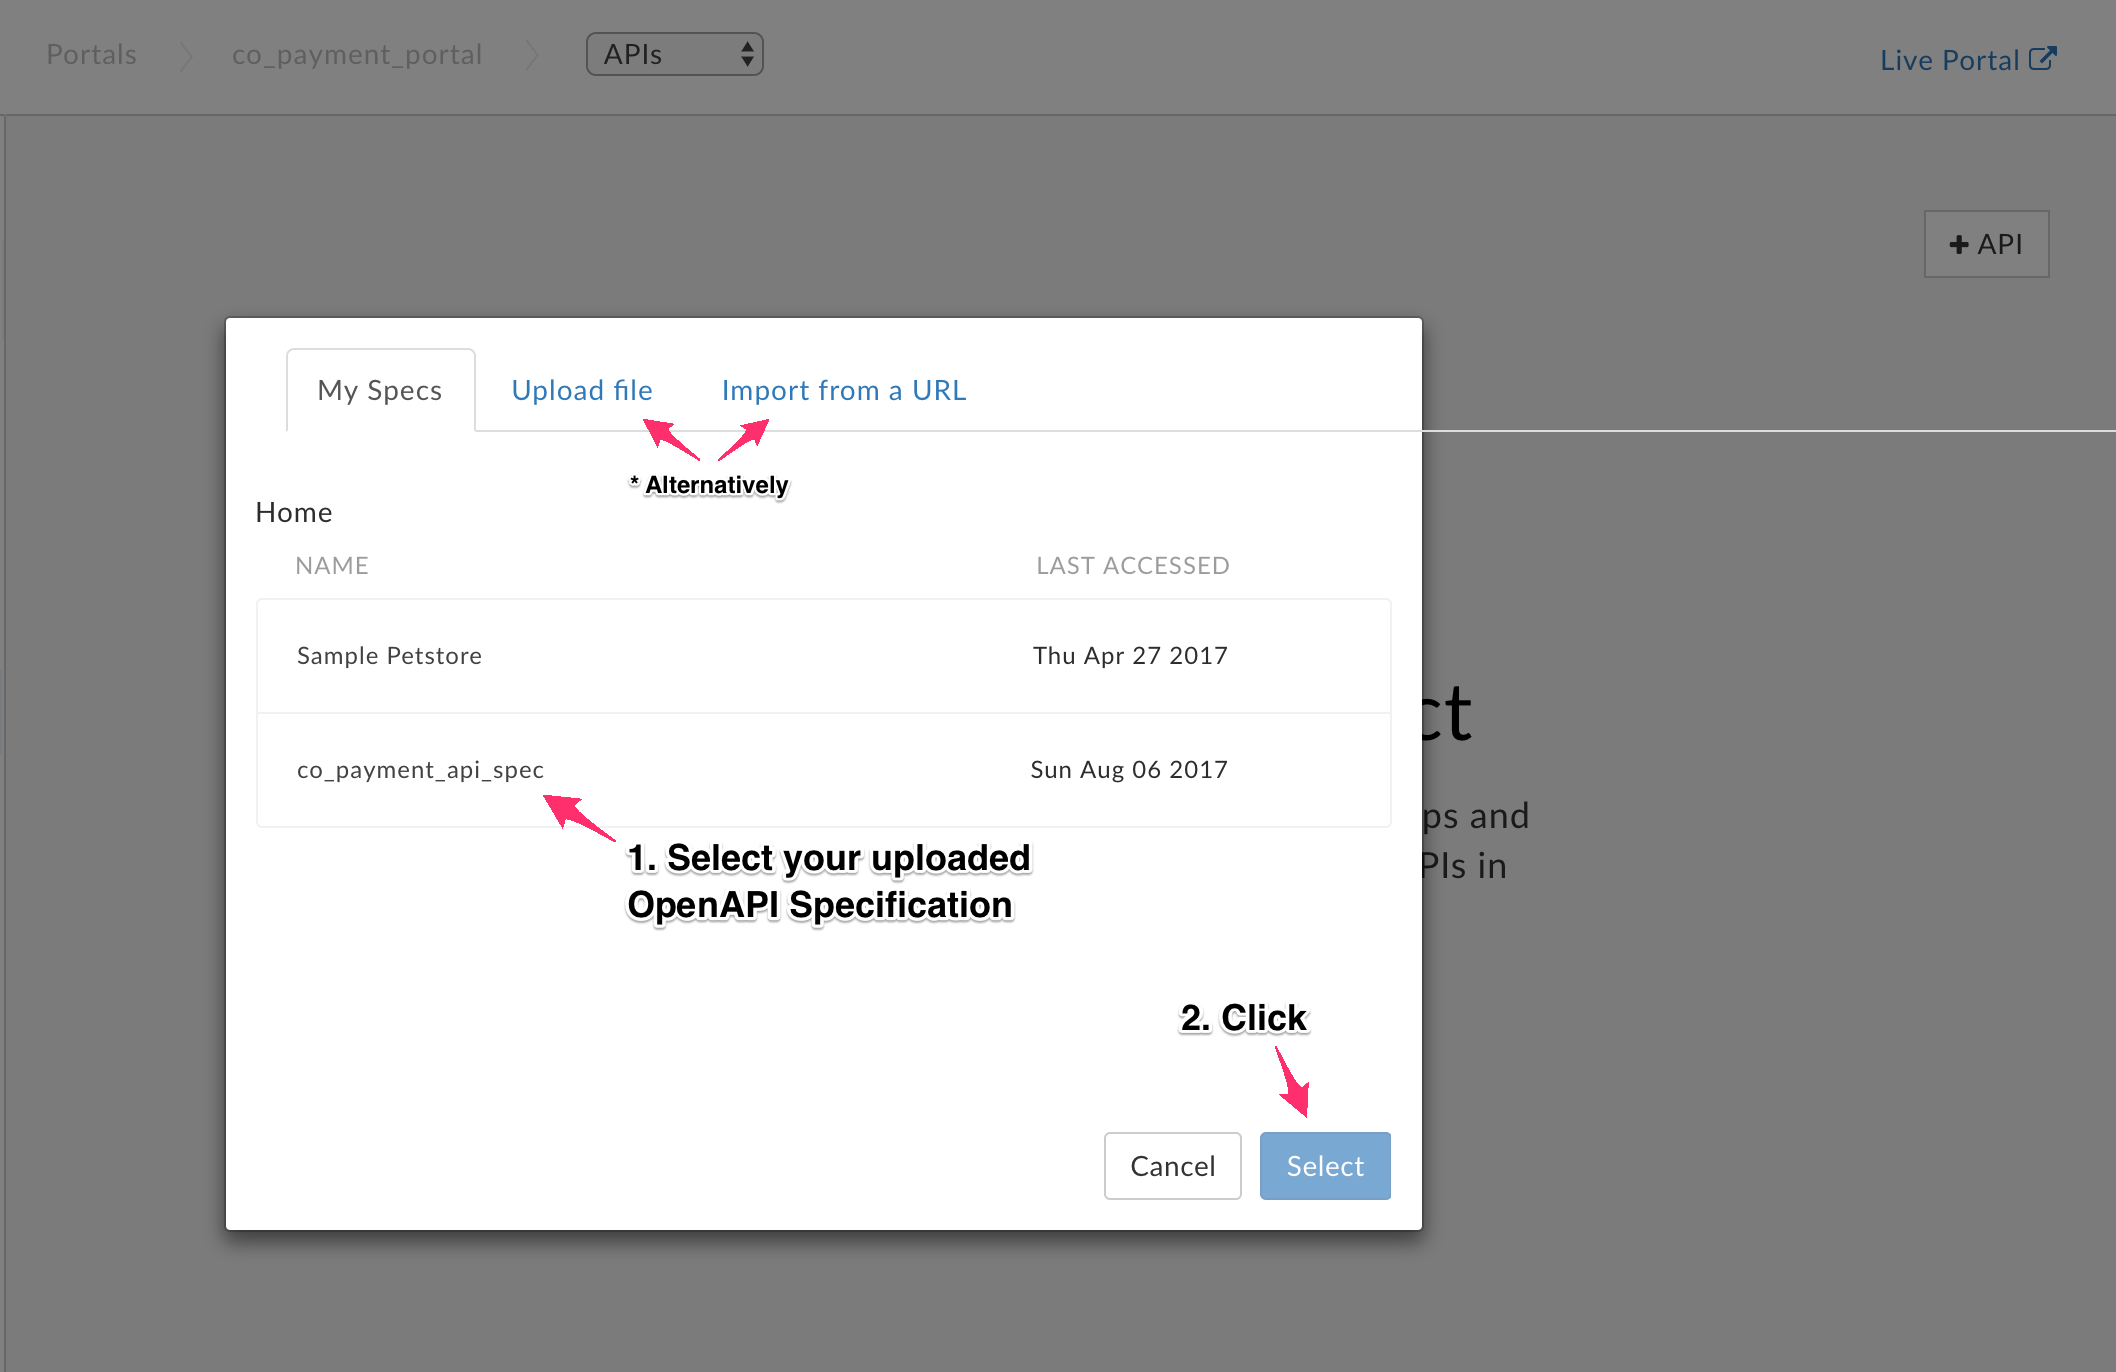 Portals co_payment_portal APIs Live Portal
+ API
My Specs Upload file Import from a URL
* Alternatively
Home
NAME LAST ACCESSED
Sample Petstore Thu Apr 27 2017
co_payment_api_spec Sun Aug 06 2017
ps and
PIs in
1. Select your uploaded
OpenAPI Specification
2. Click
Cancel Select